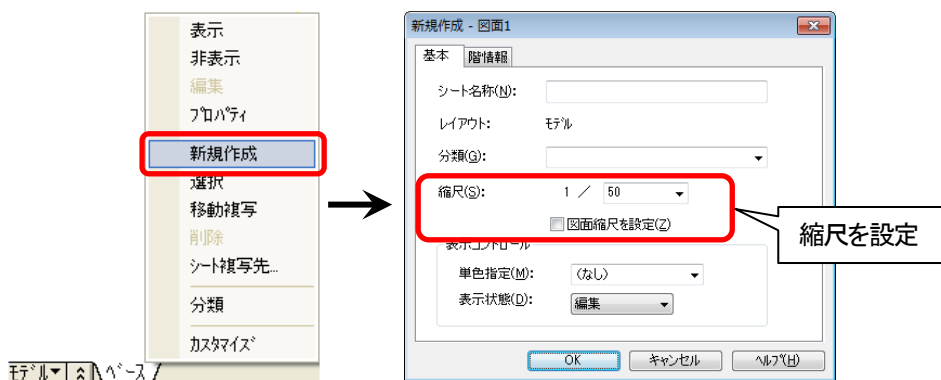 表示
非表示
編集
ﾌﾟﾛﾊﾟﾃｨ
新規作成
選択
移動複写
削除
ｼｰﾄ複写先...
分類
ｶｽﾀﾏｲｽﾞ
ﾓﾃﾞﾙ ﾍﾞｰｽ
新規作成 - 図面1
基本 階情報
シート名称(N):
レイアウト: ﾓﾃﾞﾙ
分類(G):
縮尺(S): 1 ／ 50
図面縮尺を設定(Z)
表示コントロール
単色指定(M): (なし)
表示状態(D): 編集
OK キャンセル ﾍﾙﾌﾟ(H)
縮尺を設定